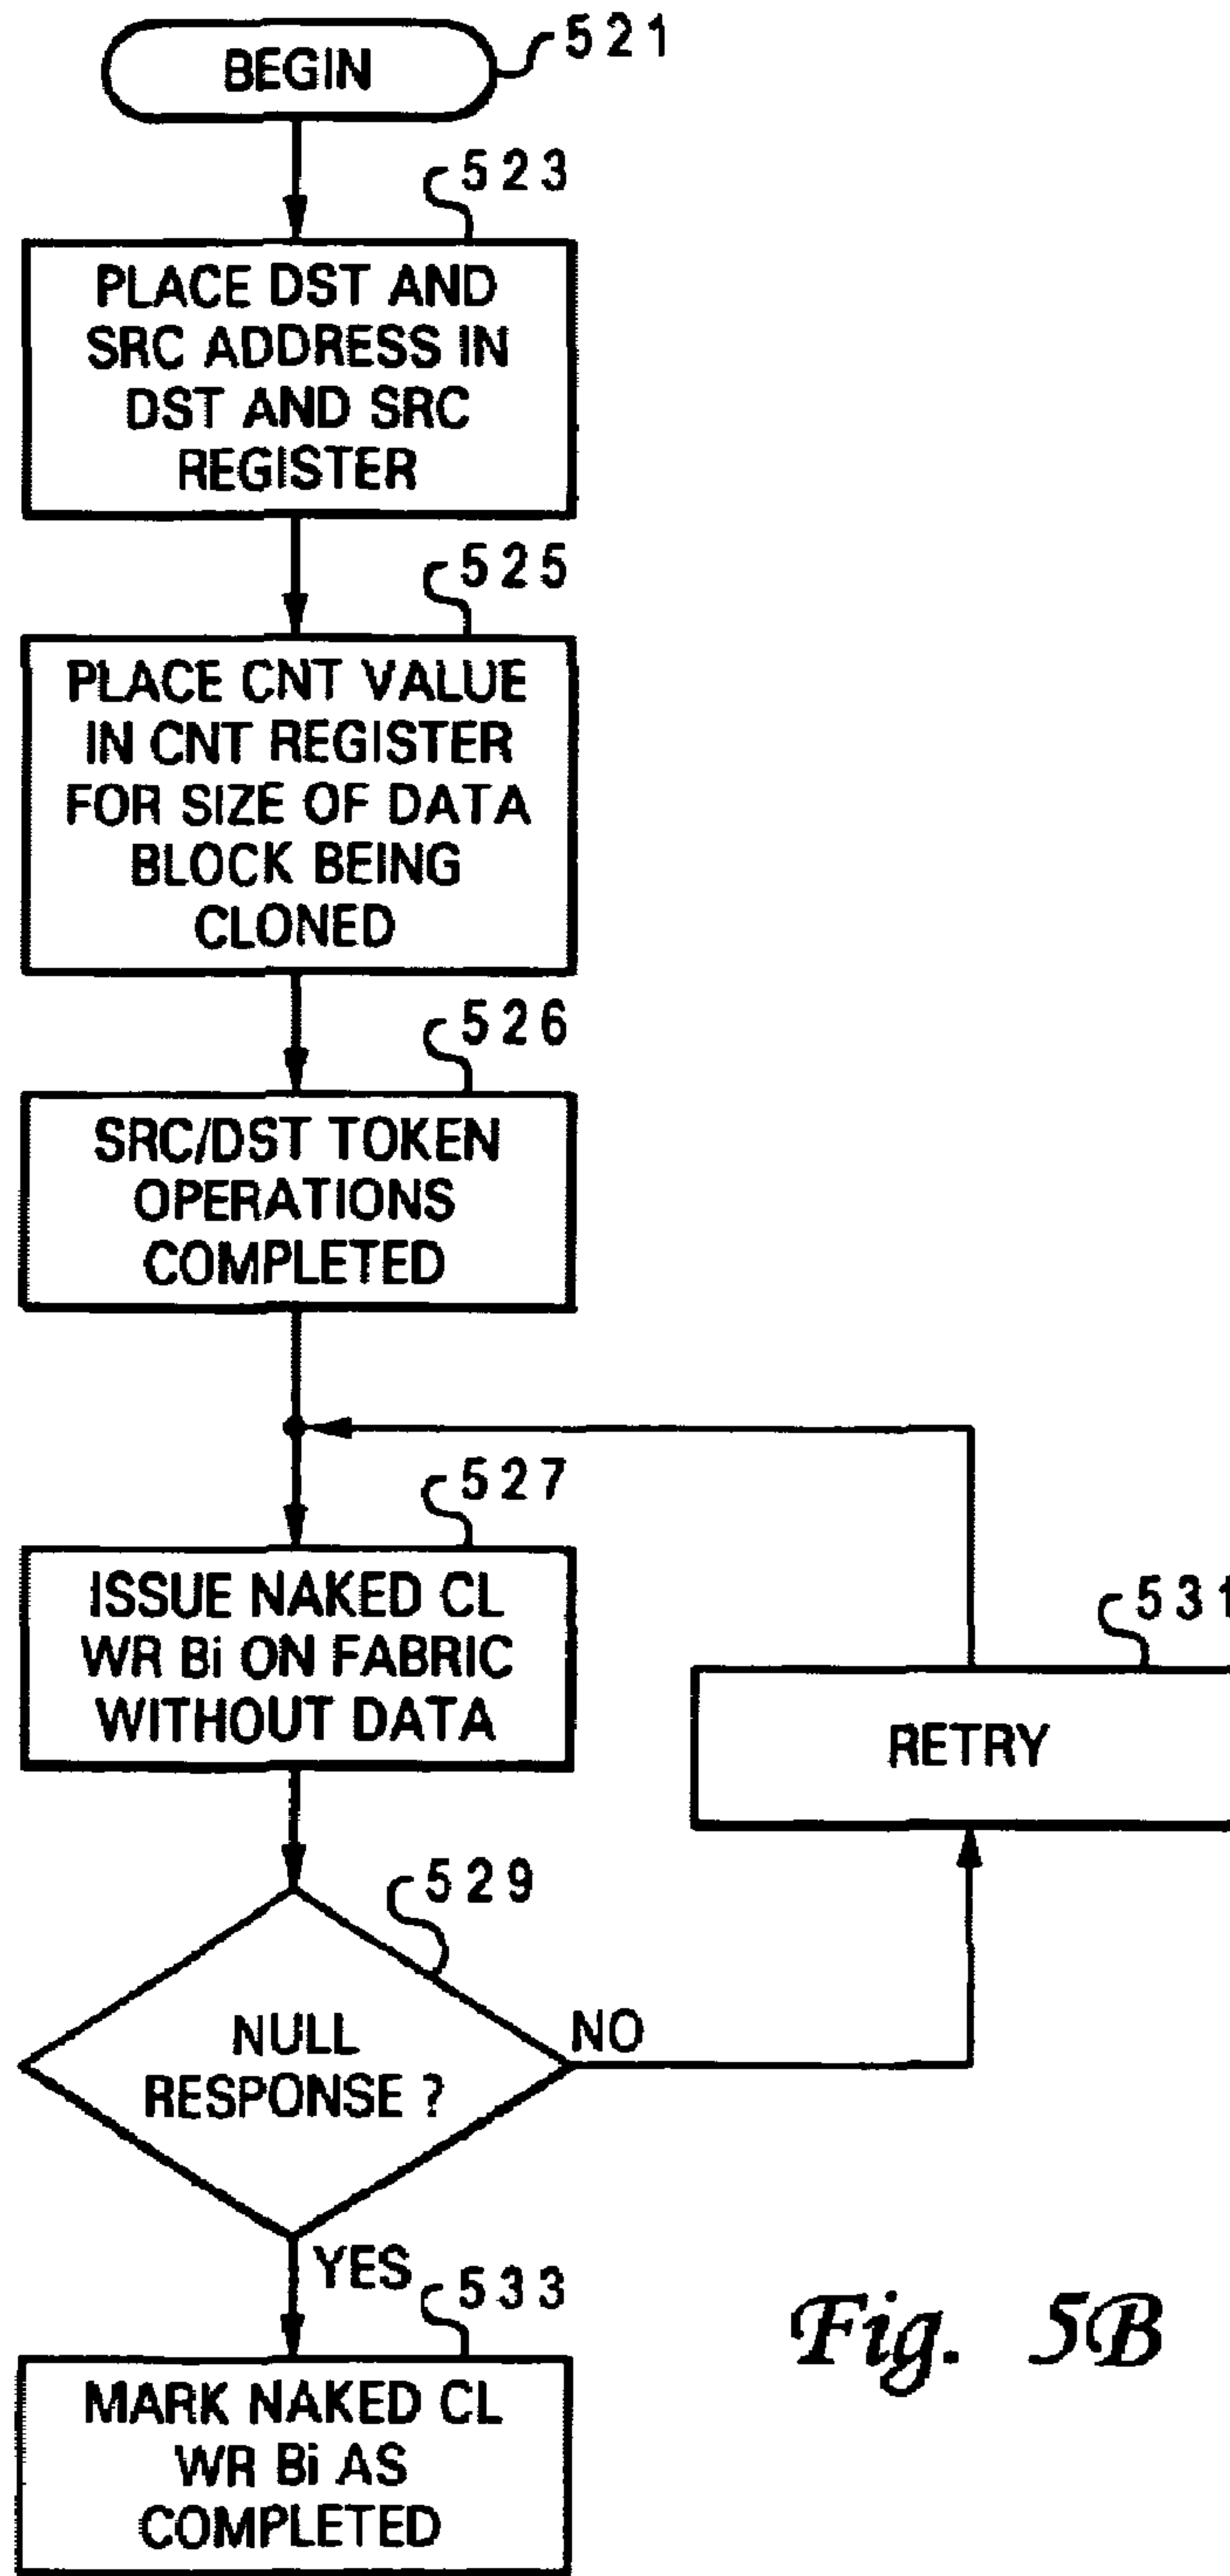 BEGIN
521
523
PLACE DST AND
SRC ADDRESS IN
DST AND SRC
REGISTER
525
PLACE CNT VALUE
IN CNT REGISTER
FOR SIZE OF DATA
BLOCK BEING
CLONED
526
SRC/DST TOKEN
OPERATIONS
COMPLETED
527
ISSUE NAKED CL
WR Bi ON FABRIC
WITHOUT DATA
531
RETRY
529
NULL
RESPONSE ?
NO
YES
533
MARK NAKED CL
WR Bi AS
COMPLETED
Fig. 5B